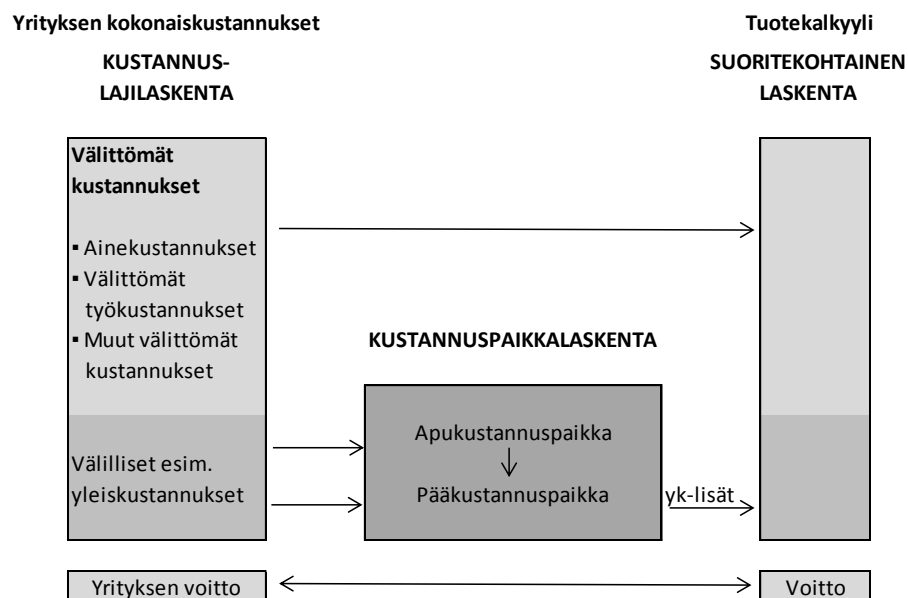 Yrityksen kokonaiskustannukset
KUSTANNUS-
LAJILASKENTA
Tuotekalkyyli
SUORITEKOHTAINEN
LASKENTA
Välittömät
kustannukset
▪ Ainekustannukset
▪ Välittömät
työkustannukset
▪ Muut välittömät
kustannukset
KUSTANNUSPAIKKALASKENTA
Välilliset esim.
yleiskustannukset
Apukustannuspaikka
Pääkustannuspaikka
yk-lisät
Yrityksen voitto
Voitto